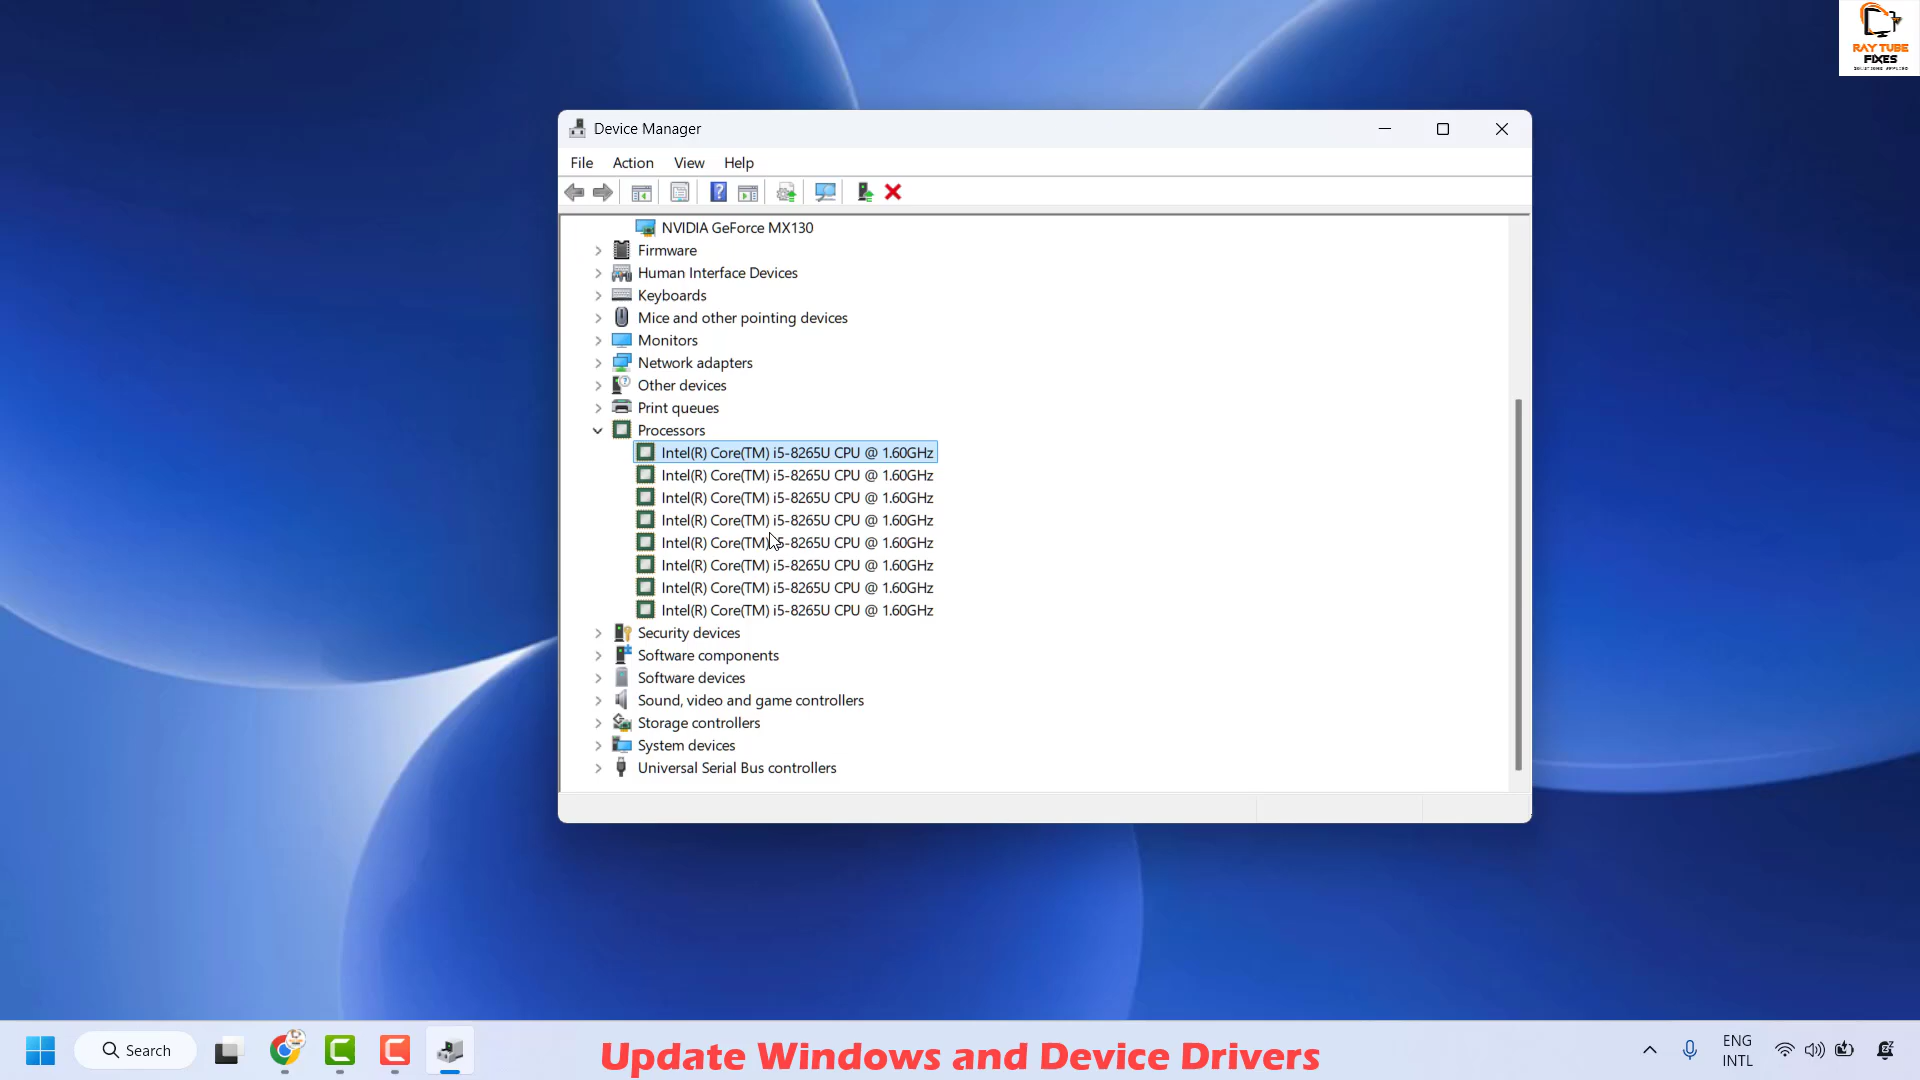 RAY TUBE
FIXES
Device Manager
File Action View Help
NVIDIA GeForce MX130
Firmware
Human Interface Devices
Keyboards
Mice and other pointing devices
Monitors
Network adapters
Other devices
Print queues
Processors
Intel(R) Core(TM) i5-8265U CPU @ 1.60GHz
Intel(R) Core(TM) i5-8265U CPU @ 1.60GHz
Intel(R) Core(TM) i5-8265U CPU @ 1.60GHz
Intel(R) Core(TM) i5-8265U CPU @ 1.60GHz
Intel(R) Core(TM) i5-8265U CPU @ 1.60GHz
Intel(R) Core(TM) i5-8265U CPU @ 1.60GHz
Intel(R) Core(TM) i5-8265U CPU @ 1.60GHz
Intel(R) Core(TM) i5-8265U CPU @ 1.60GHz
Security devices
Software components
Software devices
Sound, video and game controllers
Storage controllers
System devices
Universal Serial Bus controllers
Search
Update Windows and Device Drivers
ENG
INTL